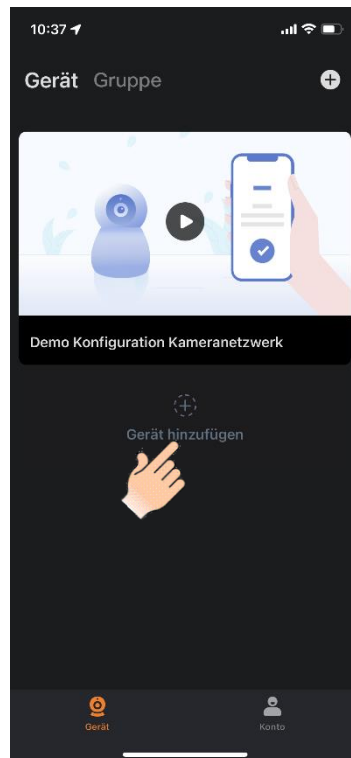 10:37
Gerät Gruppe
Demo Konfiguration Kameranetzwerk
Gerät hinzufügen
Gerät Konto